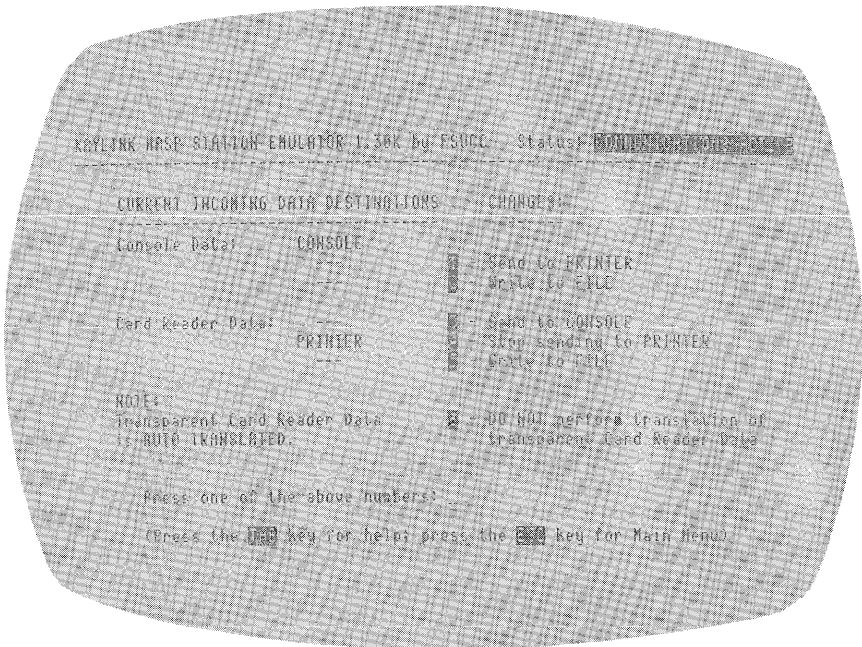 KAYLINK HASP STATION EMULATOR 1.30K by FSUCC Status:
CURRENT INCOMING DATA DESTINATIONS CHANGES:
Console Data: CONSOLE
---
- Send to PRINTER
--- - Write to FILE
Card Reader Data: --- - Send to CONSOLE
PRINTER - Stop sending to PRINTER
--- - Write to FILE
NOTE:
Transparent Card Reader Data - DO NOT perform translation of
is AUTO TRANSLATED. transparent Card Reader Data
Press one of the above numbers: _
(Press the TAB key for help; press the ESC key for Main Menu)